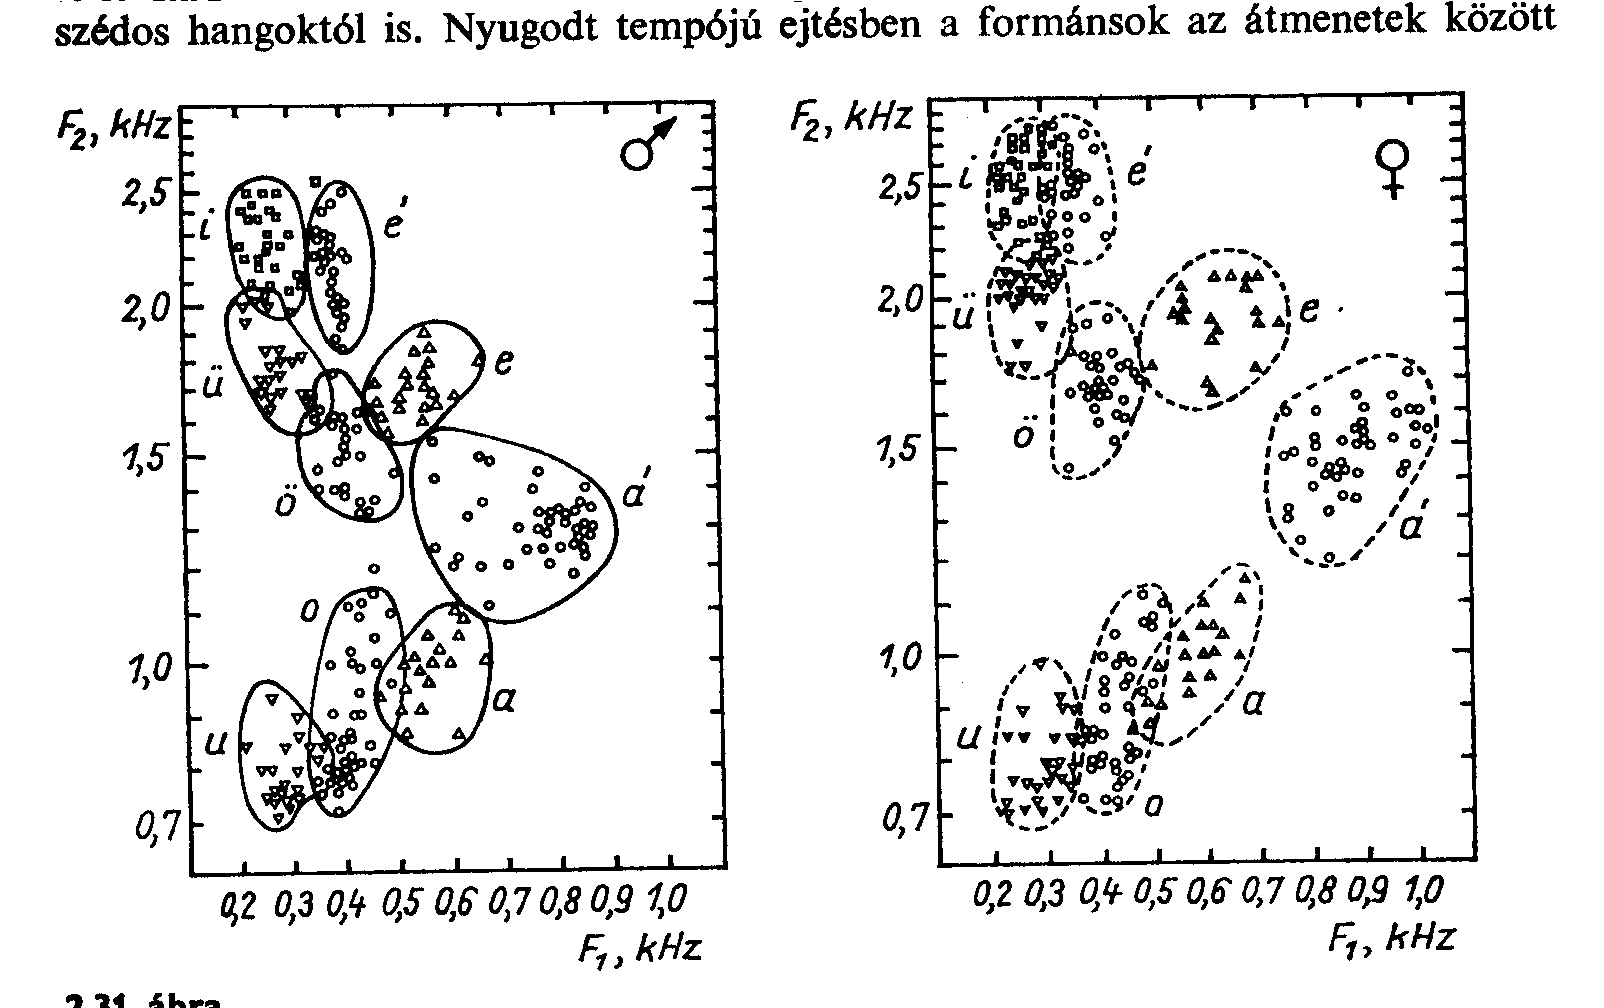 szédos hangoktól is. Nyugodt tempójú ejtésben a formánsok az átmenetek között
F₂, kHz ♂
2,5
2,0
1,5
1,0
0,7
i é
ü e
ö á
o
u a
0,2 0,3 0,4 0,5 0,6 0,7 0,8 0,9 1,0
F₁, kHz
F₂, kHz ♀
2,5
2,0
1,5
1,0
0,7
i é
ü e
ö
á
a
u
o
0,2 0,3 0,4 0,5 0,6 0,7 0,8 0,9 1,0
F₁, kHz
2.31. ábra